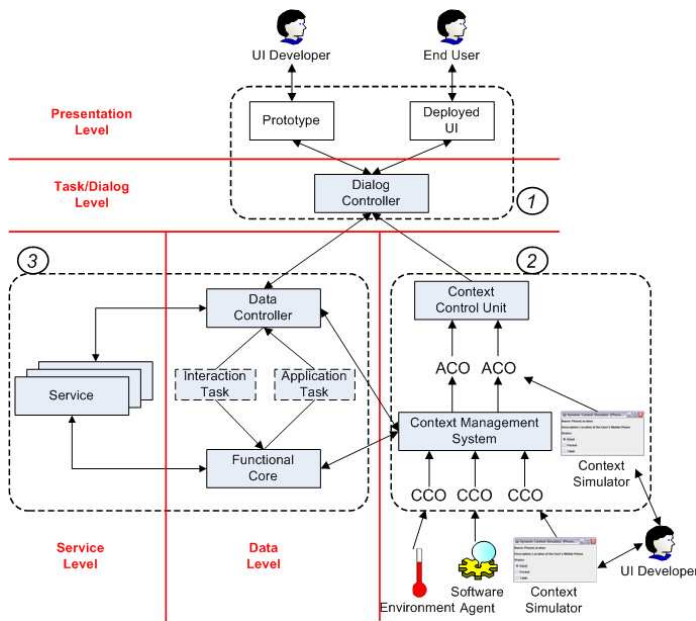 UI Developer
End User
Presentation
Level
Prototype
Deployed
UI
Task/Dialog
Level
Dialog
Controller
1
3
2
Data
Controller
Context
Control Unit
Service
Interaction
Task
Application
Task
ACO
ACO
Context Management
System
Functional
Core
Context
Simulator
CCO
CCO
CCO
Service
Level
Data
Level
Environment
Software
Agent
Context
Simulator
UI Developer